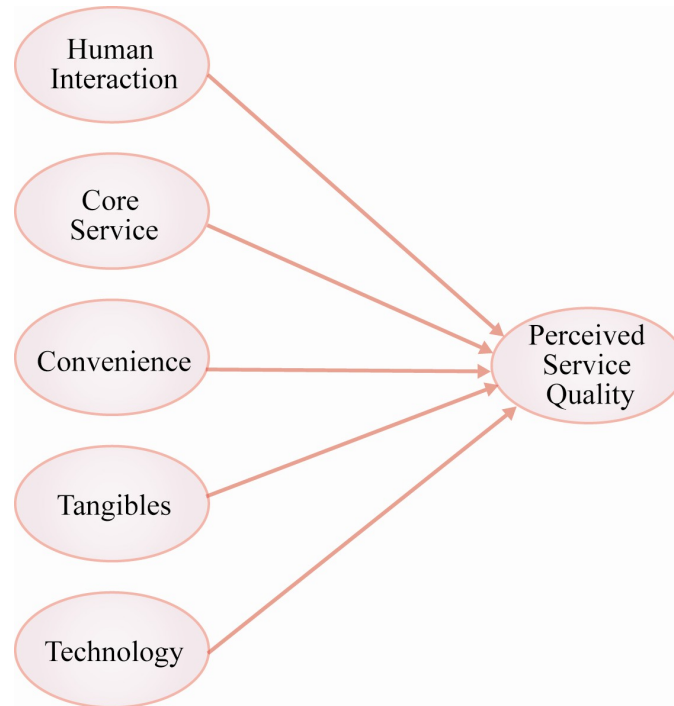 Human
Interaction
Core
Service
Convenience
Perceived
Service
Quality
Tangibles
Technology